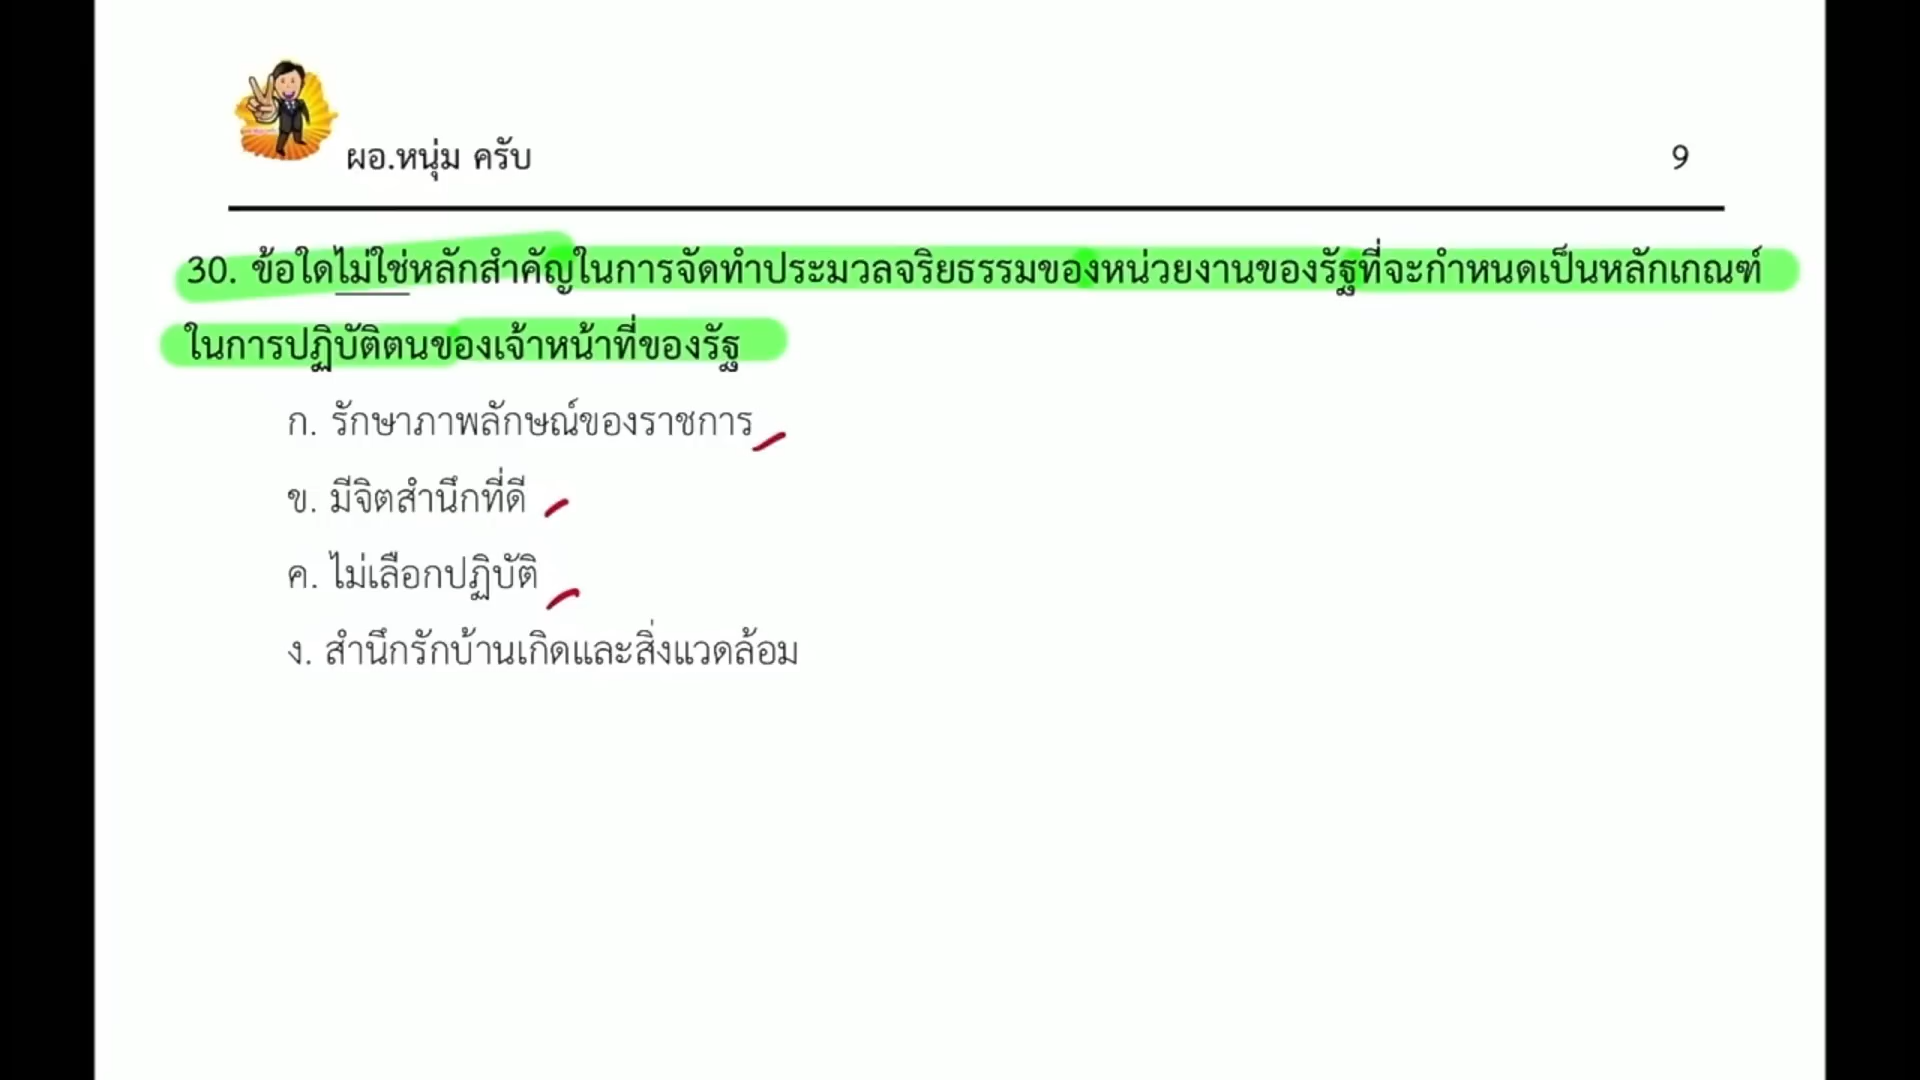 ผอ.หนุ่ม ครับ
9
30. ข้อใดไม่ใช่หลักสำคัญในการจัดทำประมวลจริยธรรมของหน่วยงานของรัฐที่จะกำหนดเป็นหลักเกณฑ์
ในการปฏิบัติตนของเจ้าหน้าที่ของรัฐ
ก. รักษาภาพลักษณ์ของราชการ
ข. มีจิตสำนึกที่ดี
ค. ไม่เลือกปฏิบัติ
ง. สำนึกรักบ้านเกิดและสิ่งแวดล้อม